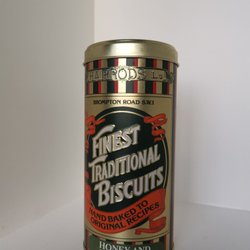 HARRODS LTD
BROMPTON ROAD S.W.1
FINEST
TRADITIONAL
BISCUITS
HAND BAKED TO
ORIGINAL RECIPES
HONEY AND